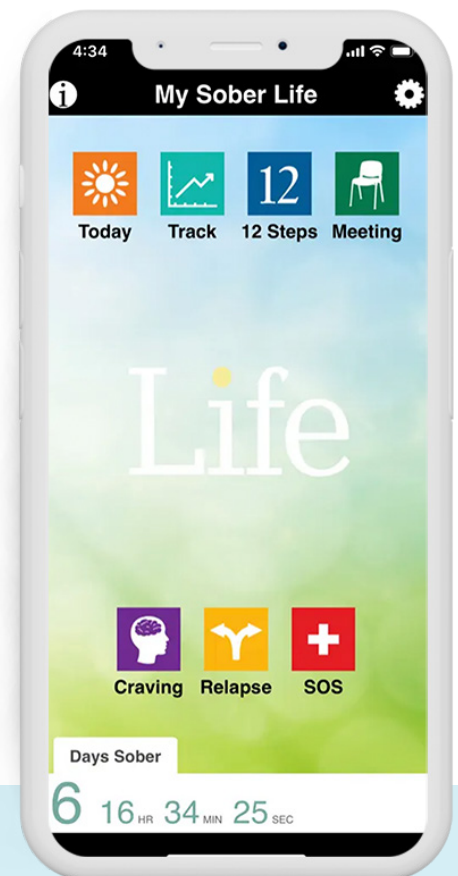 4:34
My Sober Life
12
Today Track 12 Steps Meeting
Life
Craving Relapse SOS
Days Sober
6 16 HR 34 MIN 25 SEC